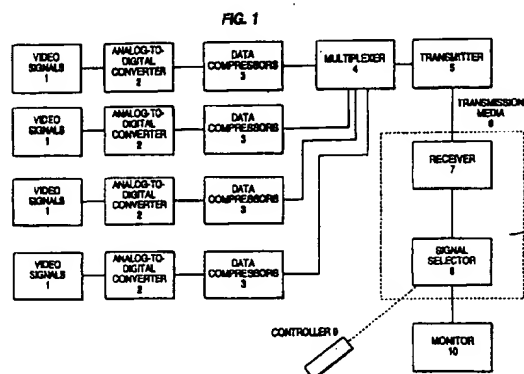 FIG. 1
VIDEO SIGNALS 1
ANALOG-TO-DIGITAL CONVERTER 2
DATA COMPRESSORS 3
MULTIPLEXER 4
TRANSMITTER 5
VIDEO SIGNALS 1
ANALOG-TO-DIGITAL CONVERTER 2
DATA COMPRESSORS 3
TRANSMISSION MEDIA 6
VIDEO SIGNALS 1
ANALOG-TO-DIGITAL CONVERTER 2
DATA COMPRESSORS 3
RECEIVER 7
VIDEO SIGNALS 1
ANALOG-TO-DIGITAL CONVERTER 2
DATA COMPRESSORS 3
SIGNAL SELECTOR 8
CONTROLLER 9
MONITOR 10